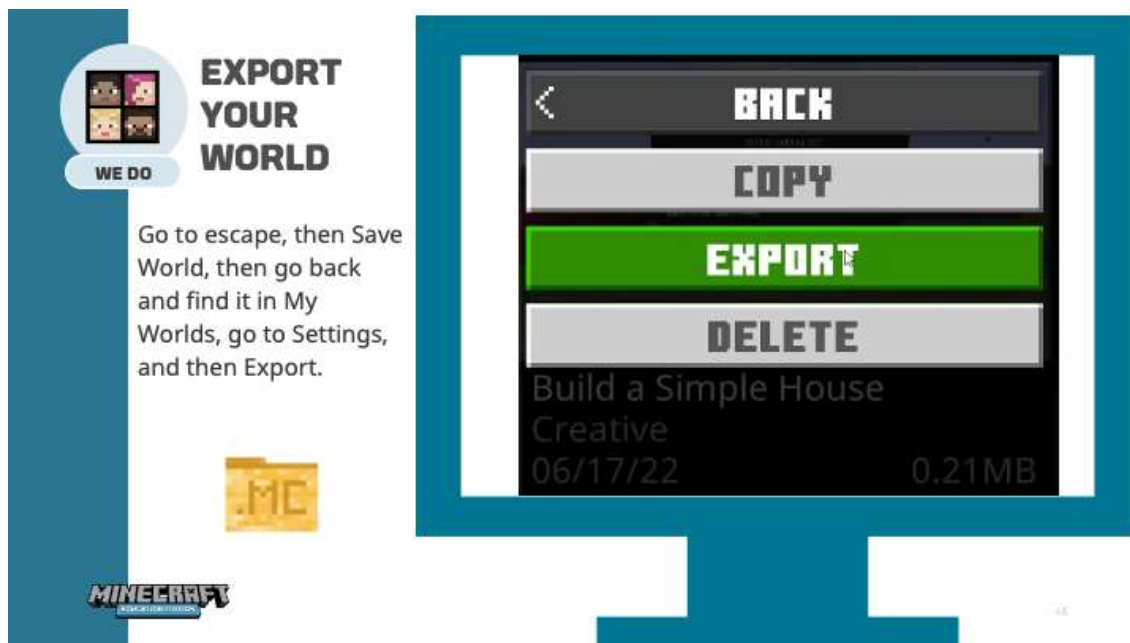 EXPORT
YOUR
WORLD
WE DO
Go to escape, then Save
World, then go back
and find it in My
Worlds, go to Settings,
and then Export.
.MC
MINECRAFT
BACK
COPY
EXPORT
DELETE
Build a Simple House
Creative
06/17/22 0.21MB